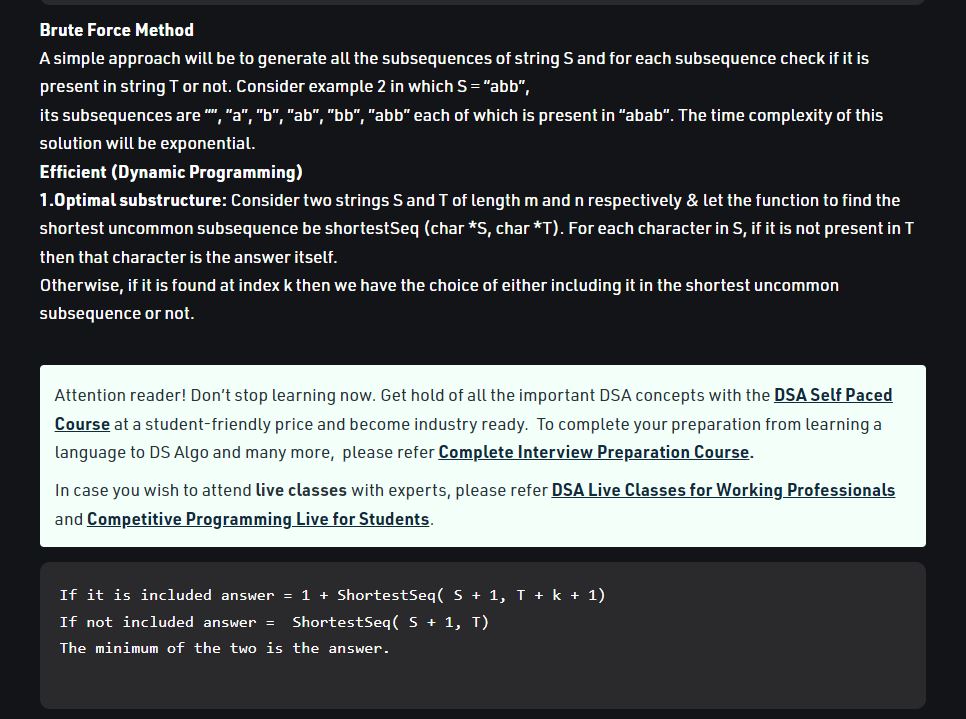 Brute Force Method
A simple approach will be to generate all the subsequences of string S and for each subsequence check if it is
present in string T or not. Consider example 2 in which S = “abb”,
its subsequences are “”, ”a”, ”b”, ”ab”, ”bb”, ”abb” each of which is present in “abab”. The time complexity of this
solution will be exponential.
Efficient (Dynamic Programming)
1.Optimal substructure: Consider two strings S and T of length m and n respectively & let the function to find the
shortest uncommon subsequence be shortestSeq (char *S, char *T). For each character in S, if it is not present in T
then that character is the answer itself.
Otherwise, if it is found at index k then we have the choice of either including it in the shortest uncommon
subsequence or not.
Attention reader! Don’t stop learning now. Get hold of all the important DSA concepts with the DSA Self Paced
Course at a student-friendly price and become industry ready. To complete your preparation from learning a
language to DS Algo and many more, please refer Complete Interview Preparation Course.
In case you wish to attend live classes with experts, please refer DSA Live Classes for Working Professionals
and Competitive Programming Live for Students.
If it is included answer = 1 + ShortestSeq( S + 1, T + k + 1)
If not included answer =  ShortestSeq( S + 1, T)
The minimum of the two is the answer.